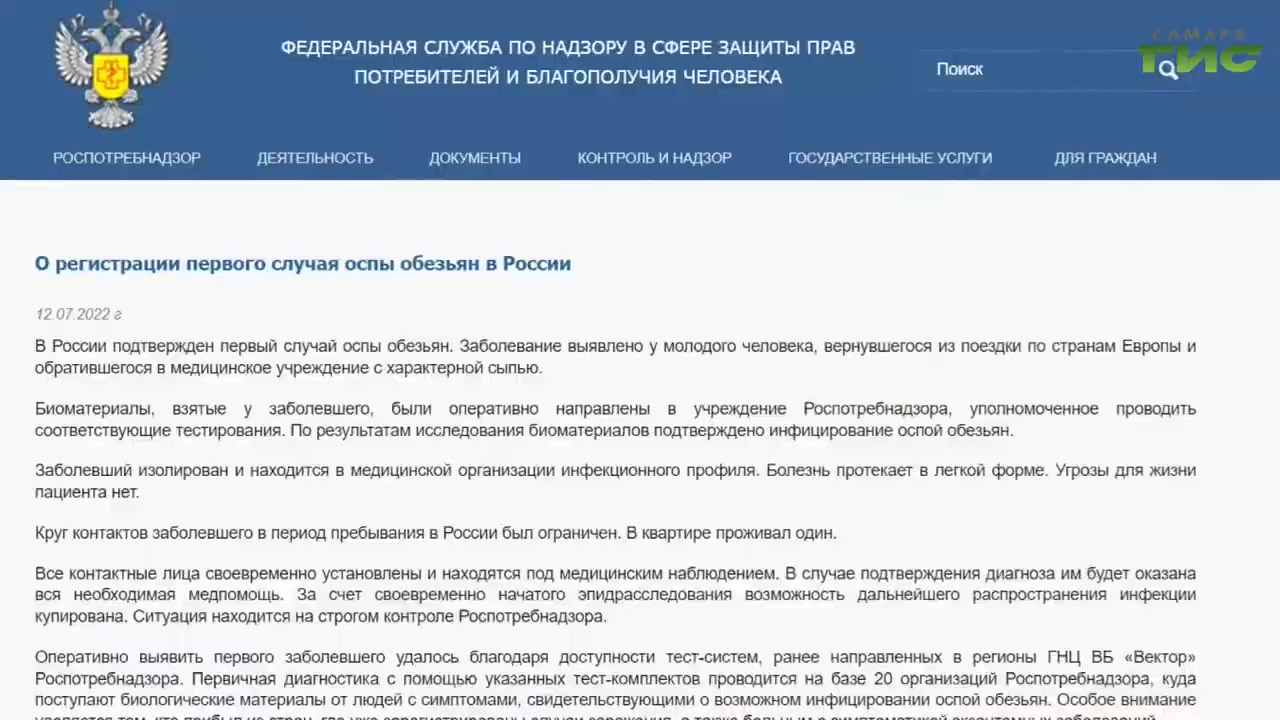 САМАРА
ТИС
ФЕДЕРАЛЬНАЯ СЛУЖБА ПО НАДЗОРУ В СФЕРЕ ЗАЩИТЫ ПРАВ
ПОТРЕБИТЕЛЕЙ И БЛАГОПОЛУЧИЯ ЧЕЛОВЕКА
Поиск
РОСПОТРЕБНАДЗОР ДЕЯТЕЛЬНОСТЬ ДОКУМЕНТЫ КОНТРОЛЬ И НАДЗОР ГОСУДАРСТВЕННЫЕ УСЛУГИ ДЛЯ ГРАЖДАН
О регистрации первого случая оспы обезьян в России
12.07.2022 г
В России подтвержден первый случай оспы обезьян. Заболевание выявлено у молодого человека, вернувшегося из поездки по странам Европы и
обратившегося в медицинское учреждение с характерной сыпью.
Биоматериалы, взятые у заболевшего, были оперативно направлены в учреждение Роспотребнадзора, уполномоченное проводить
соответствующие тестирования. По результатам исследования биоматериалов подтверждено инфицирование оспой обезьян.
Заболевший изолирован и находится в медицинской организации инфекционного профиля. Болезнь протекает в легкой форме. Угрозы для жизни
пациента нет.
Круг контактов заболевшего в период пребывания в России был ограничен. В квартире проживал один.
Все контактные лица своевременно установлены и находятся под медицинским наблюдением. В случае подтверждения диагноза им будет оказана
вся необходимая медпомощь. За счет своевременно начатого эпидрасследования возможность дальнейшего распространения инфекции
купирована. Ситуация находится на строгом контроле Роспотребнадзора.
Оперативно выявить первого заболевшего удалось благодаря доступности тест-систем, ранее направленных в регионы ГНЦ ВБ «Вектор»
Роспотребнадзора. Первичная диагностика с помощью указанных тест-комплектов проводится на базе 20 организаций Роспотребнадзора, куда
поступают биологические материалы от людей с симптомами, свидетельствующими о возможном инфицировании оспой обезьян. Особое внимание